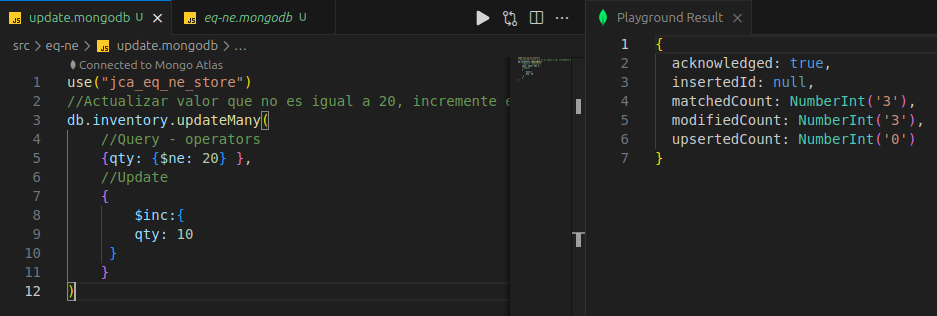 JS update.mongodb U
JS eq-ne.mongodb U
src > eq-ne > JS update.mongodb > ...
Connected to Mongo Atlas
1 use("jca_eq_ne_store")
2 //Actualizar valor que no es igual a 20, incremente e
3 db.inventory.updateMany(
4 //Query - operators
5 {qty: {$ne: 20} },
6 //Update
7 {
8 $inc:{
9 qty: 10
10 }
11 }
12 )
Playground Result
1 {
2 acknowledged: true,
3 insertedId: null,
4 matchedCount: NumberInt('3'),
5 modifiedCount: NumberInt('3'),
6 upsertedCount: NumberInt('0')
7 }